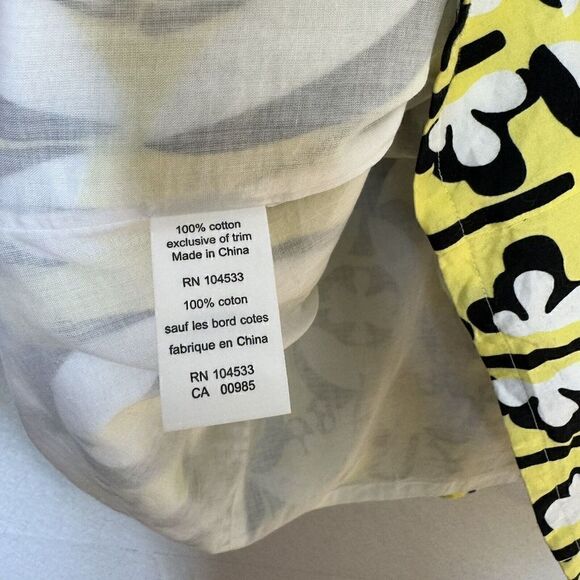 100% cotton
exclusive of trim
Made in China
RN 104533
100% coton
sauf les bord cotes
fabrique en China
RN 104533
CA 00985